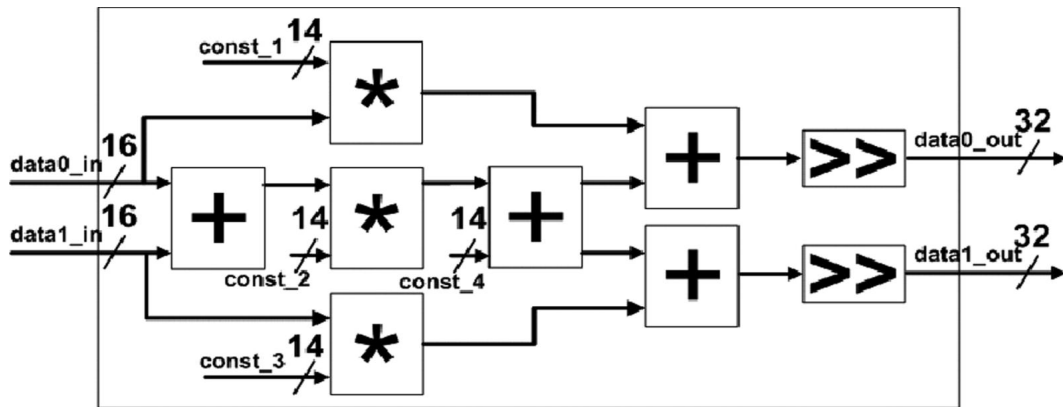 const_1 14
*
16
data0_in
+
>>
data0_out 32
16
data1_in
+
14
*
14
+
const_2
const_4
+
>>
data1_out 32
*
const_3 14